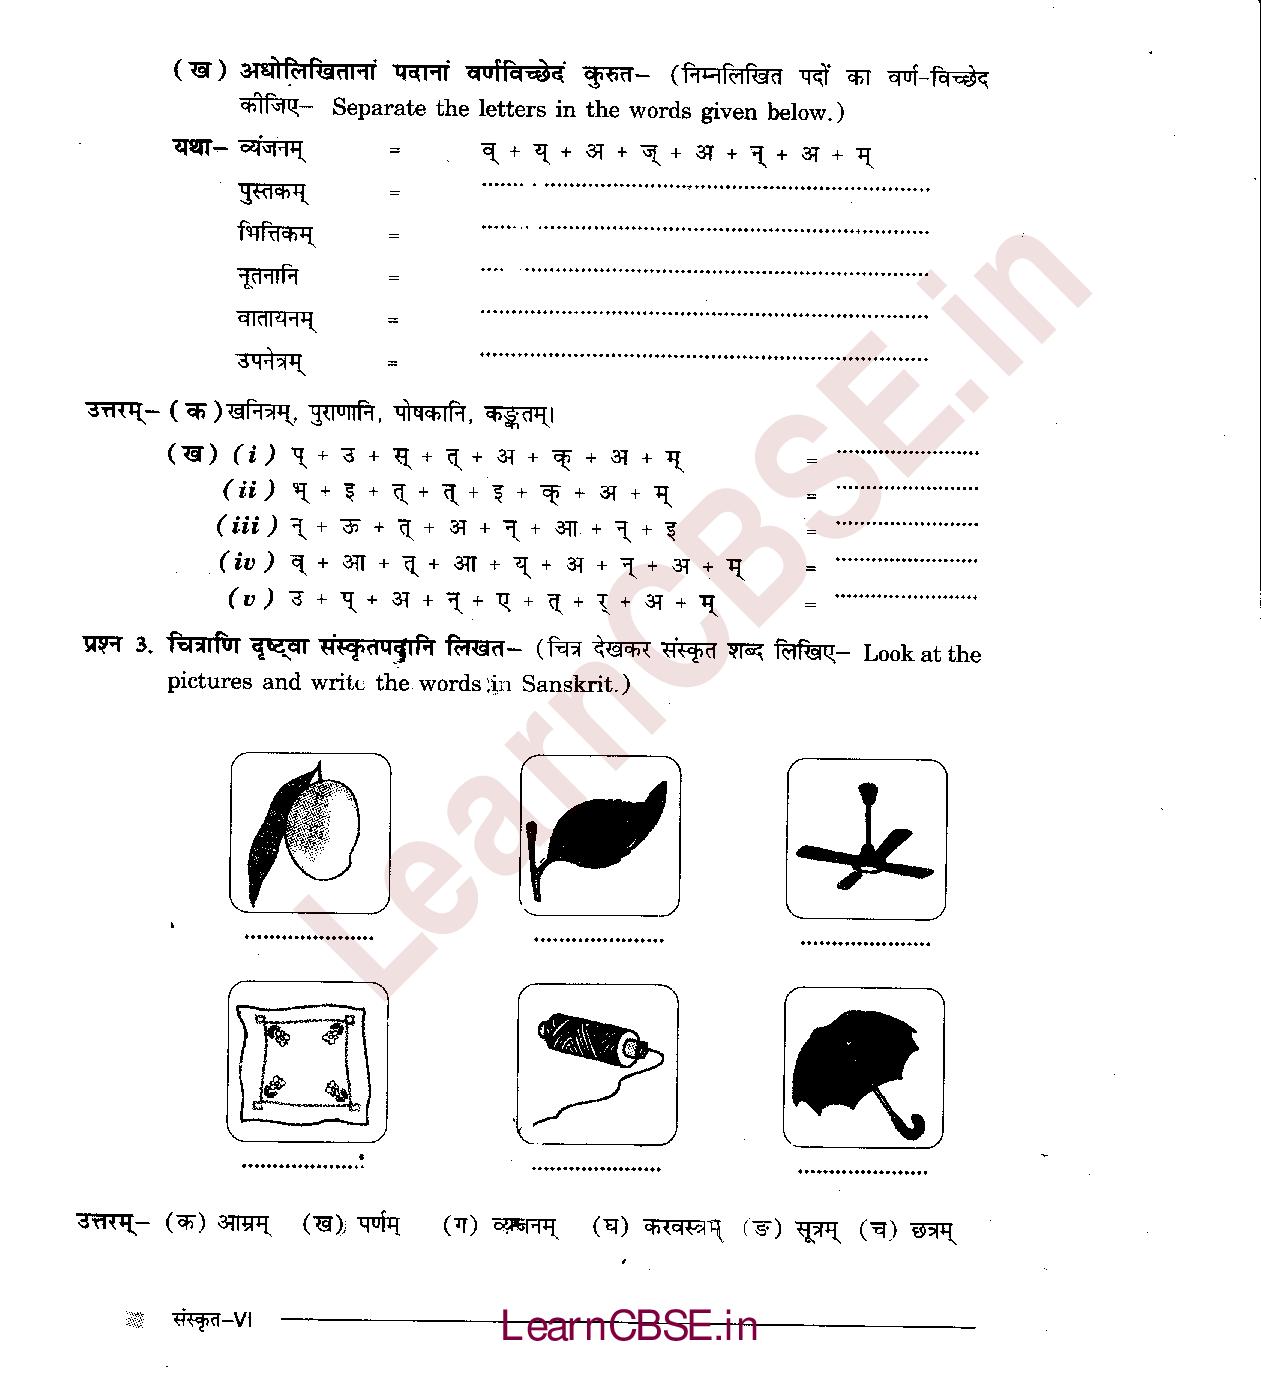 (ख) अधोलिखितानां पदानां वर्णविच्छेदं कुरुत– (निम्नलिखित पदों का वर्ण-विच्छेद
कीजिए– Separate the letters in the words given below.)
यथा– व्यंजनम् = व् + य् + अ + ज् + अ + न् + अ + म्
पुस्तकम् = ....................
भित्तिकम् = ....................
नूतनानि = ....................
वातायनम् = ....................
उपनेत्रम् = ....................
उत्तरम्– (क) खनित्रम्, पुराणानि, पोषकानि, कङ्कतम्।
(ख) (i) प् + उ + स् + त् + अ + क् + अ + म् = ....................
(ii) भ् + इ + त् + त् + इ + क् + अ + म् = ....................
(iii) न् + ऊ + त् + अ + न् + आ + न् + इ = ....................
(iv) व् + आ + त् + आ + य् + अ + न् + अ + म् = ....................
(v) उ + प् + अ + न् + ए + त् + र् + अ + म् = ....................
प्रश्न 3. चित्राणि दृष्ट्वा संस्कृतपदानि लिखत– (चित्र देखकर संस्कृत शब्द लिखिए– Look at the
pictures and write the words in Sanskrit.)
.................... .................... ....................
.................... .................... ....................
उत्तरम्– (क) आम्रम् (ख) पर्णम् (ग) व्यजनम् (घ) करवस्त्रम् (ङ) सूत्रम् (च) छत्रम्
संस्कृत–VI
LearnCBSE.in
LearnCBSE.in